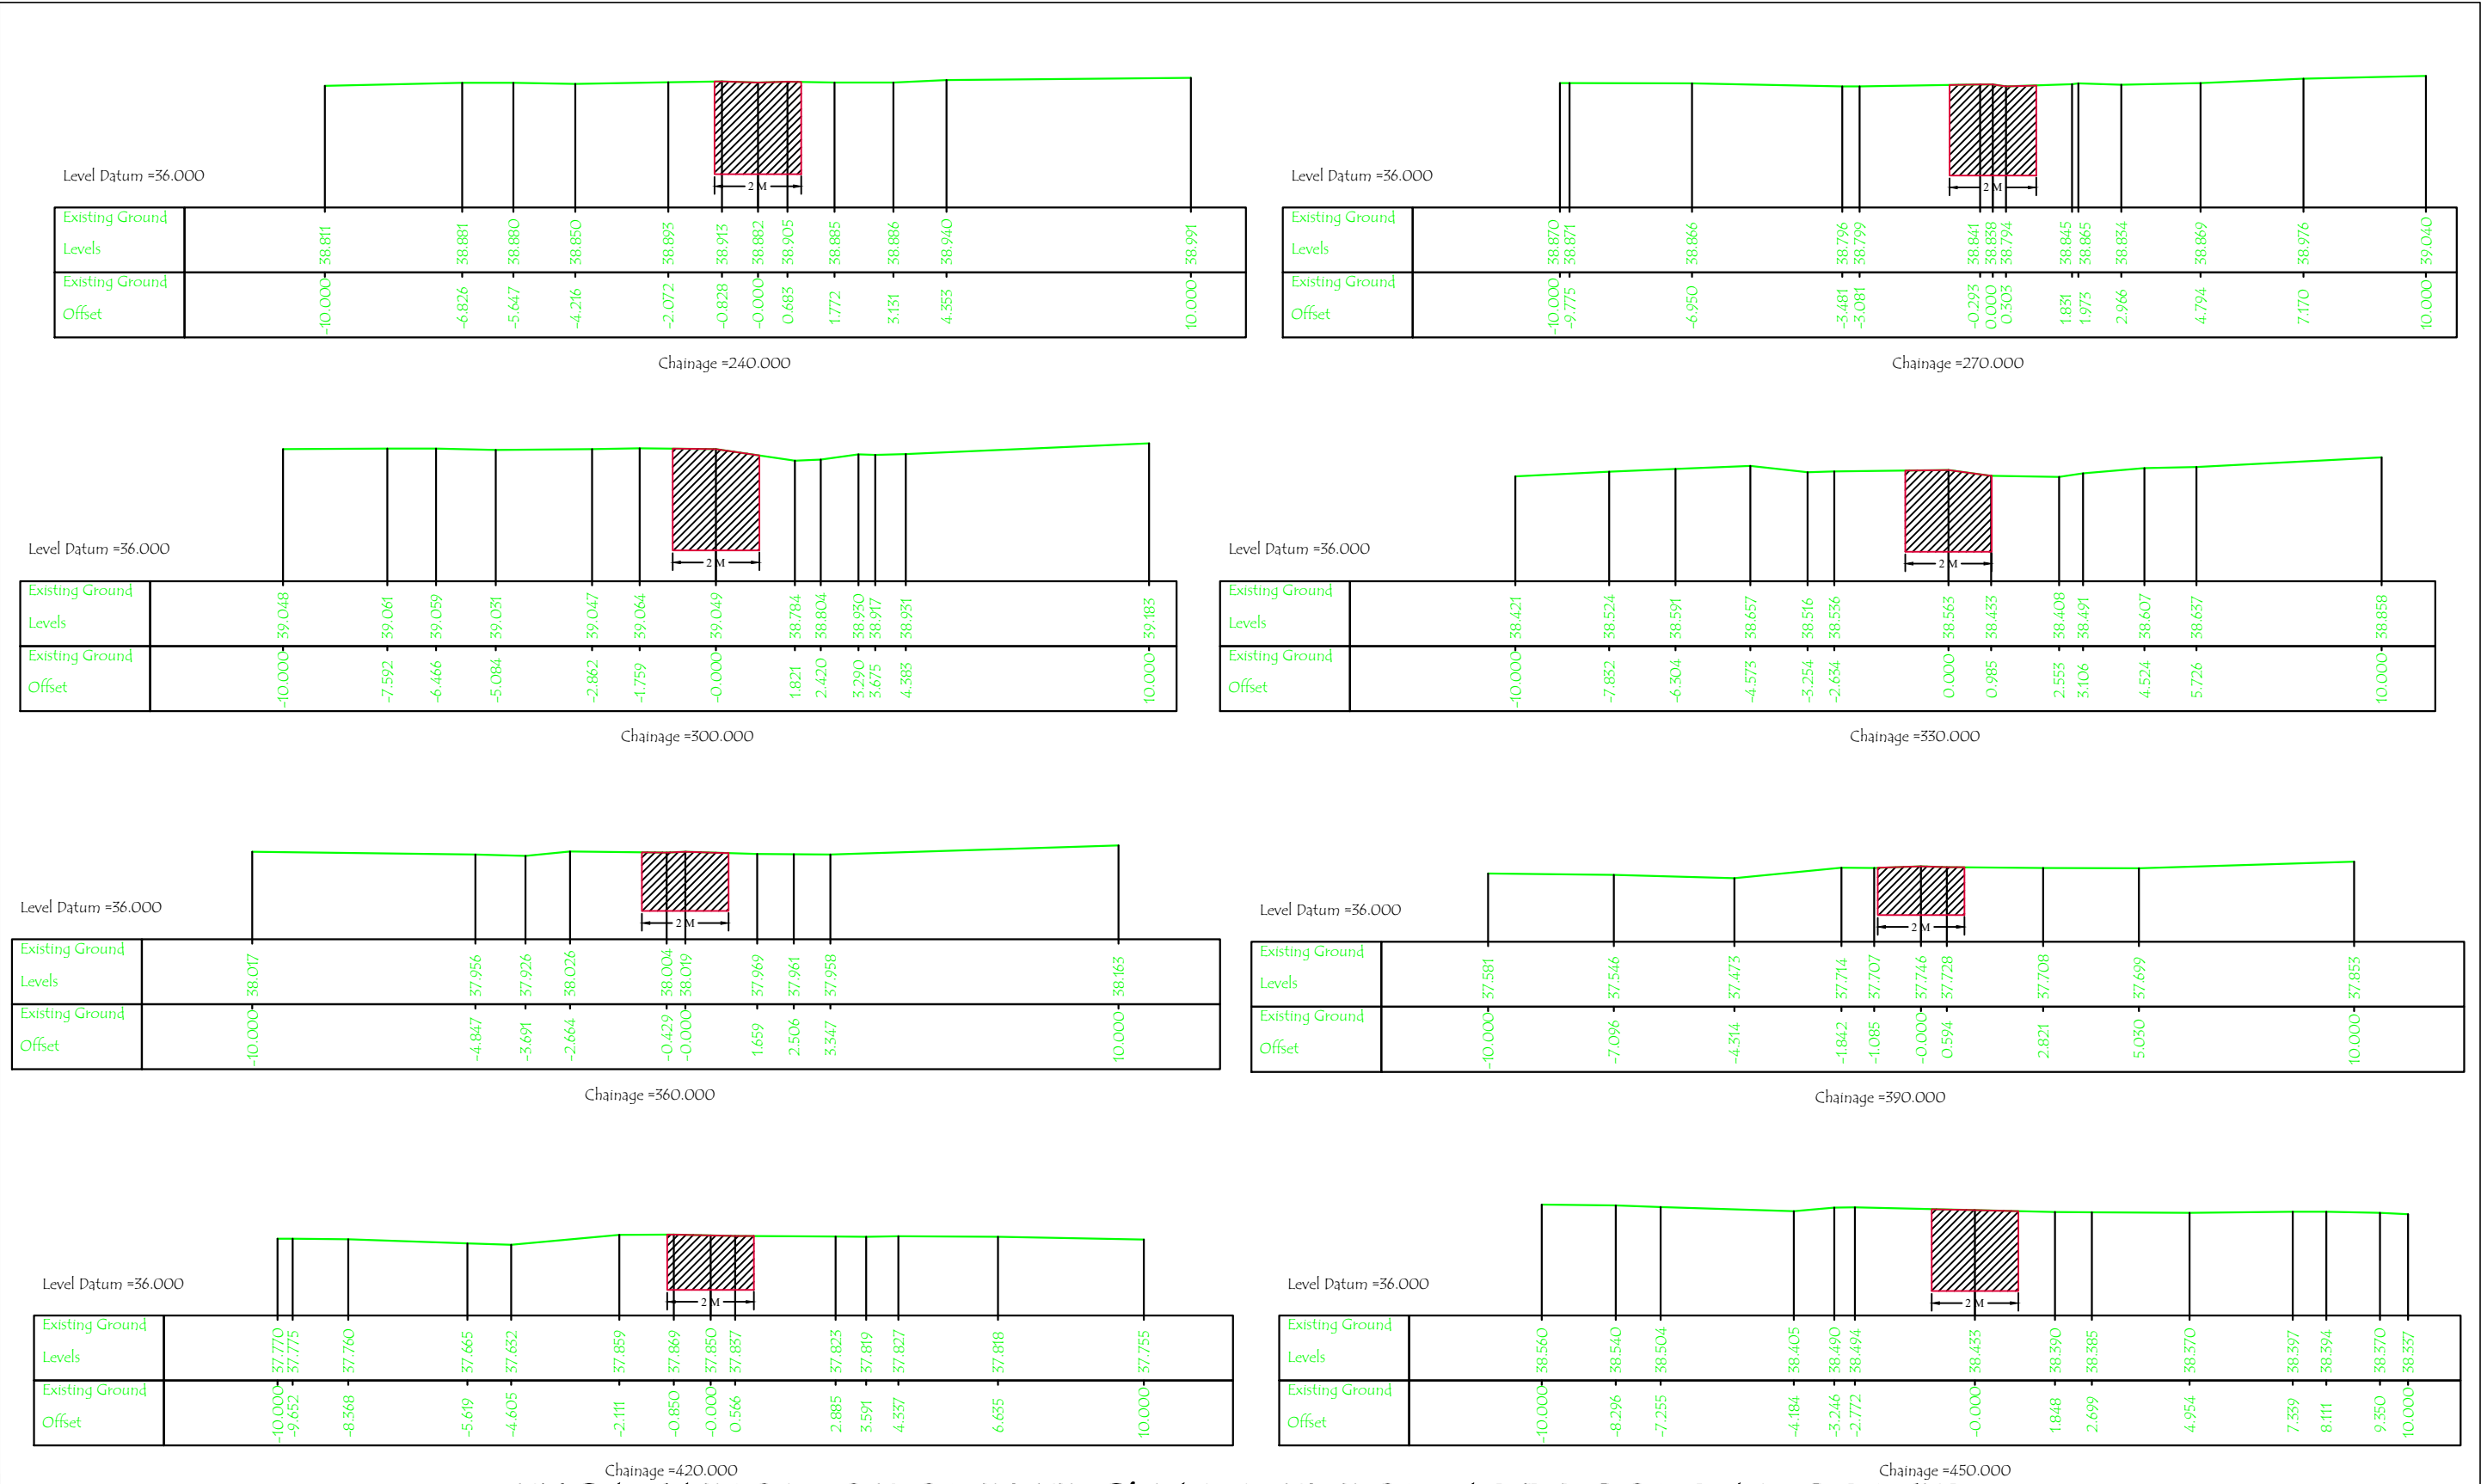 2 M
Level Datum =36.000
Existing Ground
Levels
38.811 38.881 38.880 38.850 38.893 38.913 38.882 38.905 38.885 38.886 38.940 38.991
Existing Ground
Offset
-10.000 -6.826 -5.647 -4.216 -2.072 -0.828 -0.000 0.683 1.772 3.131 4.353 10.000
Chainage =240.000
2 M
Level Datum =36.000
Existing Ground
Levels
38.870 38.871 38.866 38.796 38.799 38.841 38.838 38.794 38.845 38.865 38.834 38.869 38.976 39.040
Existing Ground
Offset
-10.000 -9.775 -6.950 -3.481 -3.081 -0.293 0.000 0.303 1.831 1.973 2.966 4.794 7.170 10.000
Chainage =270.000
Level Datum =36.000
2 M
Existing Ground
Levels
39.048 39.061 39.059 39.031 39.047 39.064 39.049 38.784 38.804 38.930 38.917 38.931 39.183
Existing Ground
Offset
-10.000 -7.592 -6.466 -5.084 -2.862 -1.759 -0.000 1.821 2.420 3.290 3.675 4.383 10.000
Chainage =300.000
Level Datum =36.000
2 M
Existing Ground
Levels
38.421 38.524 38.591 38.657 38.516 38.536 38.563 38.433 38.408 38.491 38.607 38.637 38.858
Existing Ground
Offset
-10.000 -7.832 -6.304 -4.573 -3.254 -2.634 0.000 0.985 2.553 3.106 4.524 5.726 10.000
Chainage =330.000
Level Datum =36.000
2 M
Existing Ground
Levels
38.017 37.956 37.926 38.026 38.004 38.019 37.969 37.961 37.958 38.163
Existing Ground
Offset
-10.000 -4.847 -3.691 -2.664 -0.429 -0.000 1.659 2.506 3.347 10.000
Chainage =360.000
Level Datum =36.000
2 M
Existing Ground
Levels
37.581 37.546 37.473 37.714 37.707 37.746 37.728 37.708 37.699 37.853
Existing Ground
Offset
-10.000 -7.096 -4.314 -1.842 -1.085 -0.000 0.594 2.821 5.030 10.000
Chainage =390.000
Level Datum =36.000
2 M
Existing Ground
Levels
37.770 37.775 37.760 37.665 37.632 37.859 37.869 37.850 37.837 37.823 37.819 37.827 37.818 37.755
Existing Ground
Offset
-10.000 -9.652 -8.368 -5.619 -4.605 -2.111 -0.850 -0.000 0.566 2.885 3.591 4.337 6.635 10.000
Chainage =420.000
Level Datum =36.000
2 M
Existing Ground
Levels
38.560 38.540 38.504 38.405 38.490 38.494 38.433 38.390 38.385 38.370 38.397 38.394 38.370 38.337
Existing Ground
Offset
-10.000 -8.296 -7.255 -4.184 -3.246 -2.772 -0.000 1.848 2.699 4.954 7.339 8.111 9.350 10.000
Chainage =450.000